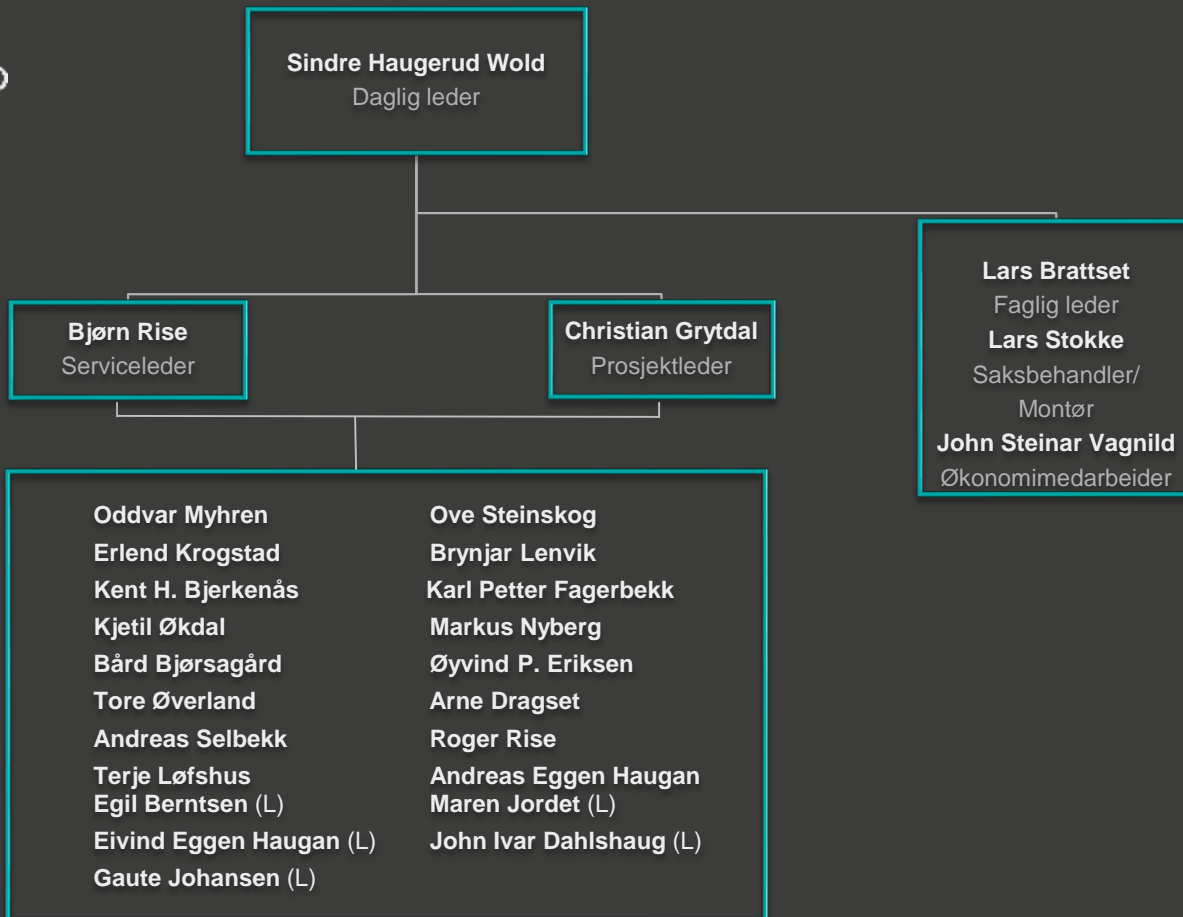 Sindre Haugerud Wold
Daglig leder
Lars Brattset
Faglig leder
Lars Stokke
Saksbehandler/
Montør
John Steinar Vagnild
Økonomimedarbeider
Bjørn Rise
Serviceleder
Christian Grytdal
Prosjektleder
Oddvar Myhren
Erlend Krogstad
Kent H. Bjerkenås
Kjetil Økdal
Bård Bjørsagård
Tore Øverland
Andreas Selbekk
Terje Løfshus
Egil Berntsen (L)
Eivind Eggen Haugan (L)
Gaute Johansen (L)
Ove Steinskog
Brynjar Lenvik
Karl Petter Fagerbekk
Markus Nyberg
Øyvind P. Eriksen
Arne Dragset
Roger Rise
Andreas Eggen Haugan
Maren Jordet (L)
John Ivar Dahlshaug (L)